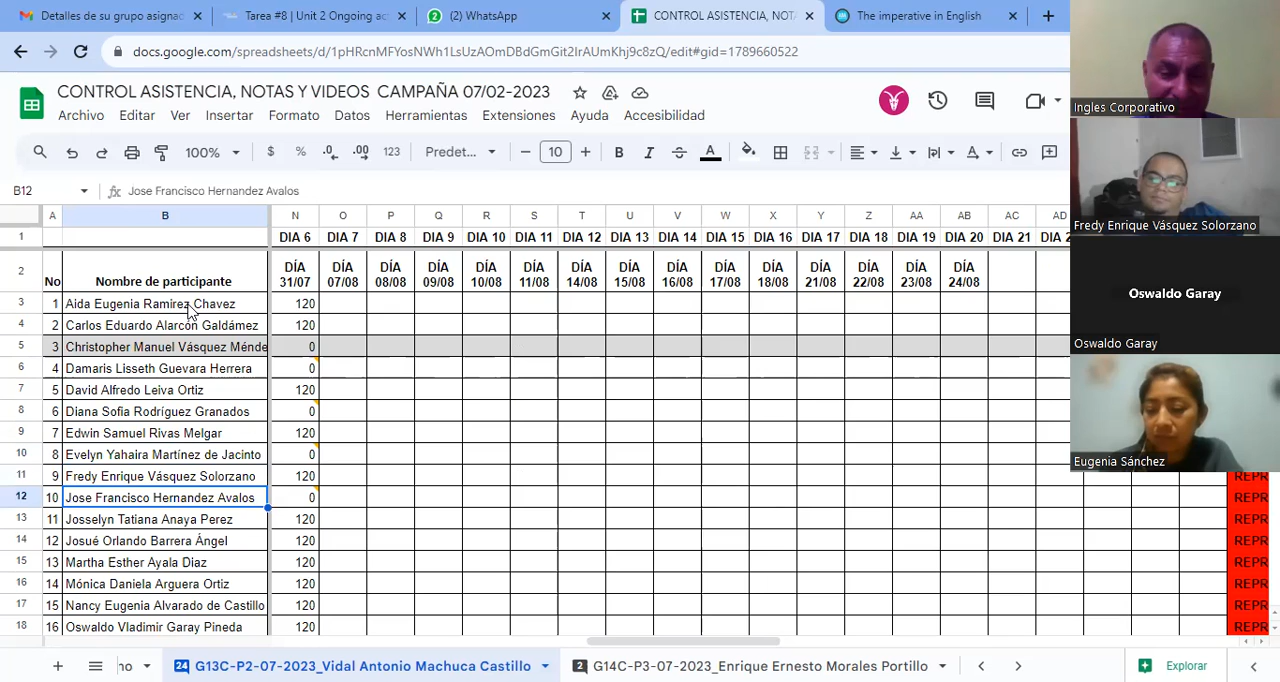 Detalles de su grupo asignac
Tarea #8 | Unit 2 Ongoing ac
(2) WhatsApp
CONTROL ASISTENCIA, NOTA
The imperative in English
docs.google.com/spreadsheets/d/1pHRcnMFYosNWh1LsUzAOmDBdGmGit2IrAUmKhj9c8zQ/edit#gid=1789660522
CONTROL ASISTENCIA, NOTAS Y VIDEOS CAMPAÑA 07/02-2023
Archivo Editar Ver Insertar Formato Datos Herramientas Extensiones Ayuda Accesibilidad
100% $ % .0 .00 123 Predet... 10 B I A
B12 Jose Francisco Hernandez Avalos
A B N O P Q R S T U V W X Y Z AA AB AC AD
1 DIA 6 DIA 7 DIA 8 DIA 9 DIA 10 DIA 11 DIA 12 DIA 13 DIA 14 DIA 15 DIA 16 DIA 17 DIA 18 DIA 19 DIA 20 DIA 21 DIA 2
2 No Nombre de participante DÍA 31/07 DÍA 07/08 DÍA 08/08 DÍA 09/08 DÍA 10/08 DÍA 11/08 DÍA 14/08 DÍA 15/08 DÍA 16/08 DÍA 17/08 DÍA 18/08 DÍA 21/08 DÍA 22/08 DÍA 23/08 DÍA 24/08
3 1 Aida Eugenia Ramirez Chavez 120
4 2 Carlos Eduardo Alarcón Galdámez 120
5 3 Christopher Manuel Vásquez Ménde 0
6 4 Damaris Lisseth Guevara Herrera 0
7 5 David Alfredo Leiva Ortiz 120
8 6 Diana Sofia Rodríguez Granados 0
9 7 Edwin Samuel Rivas Melgar 120
10 8 Evelyn Yahaira Martínez de Jacinto 0
11 9 Fredy Enrique Vásquez Solorzano 120 REPR
12 10 Jose Francisco Hernandez Avalos 0 REPR
13 11 Josselyn Tatiana Anaya Perez 120 REPR
14 12 Josué Orlando Barrera Ángel 120 REPR
15 13 Martha Esther Ayala Diaz 120 REPR
16 14 Mónica Daniela Arguera Ortiz 120 REPR
17 15 Nancy Eugenia Alvarado de Castillo 120 REPR
18 16 Oswaldo Vladimir Garay Pineda 120 REPR
no 24 G13C-P2-07-2023_Vidal Antonio Machuca Castillo 2 G14C-P3-07-2023_Enrique Ernesto Morales Portillo Explorar
Ingles Corporativo
Fredy Enrique Vásquez Solorzano
Oswaldo Garay
Oswaldo Garay
Eugenia Sánchez